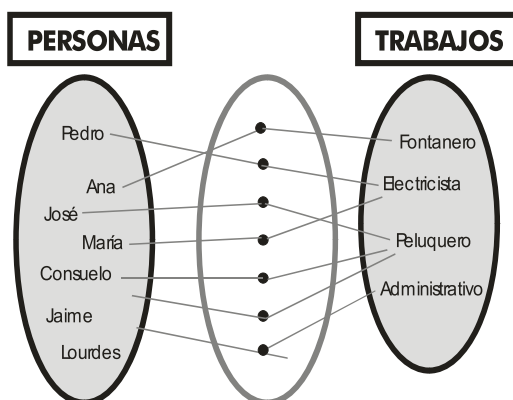 PERSONAS
TRABAJOS
Pedro
Ana
José
María
Consuelo
Jaime
Lourdes
Fontanero
Electricista
Peluquero
Administrativo